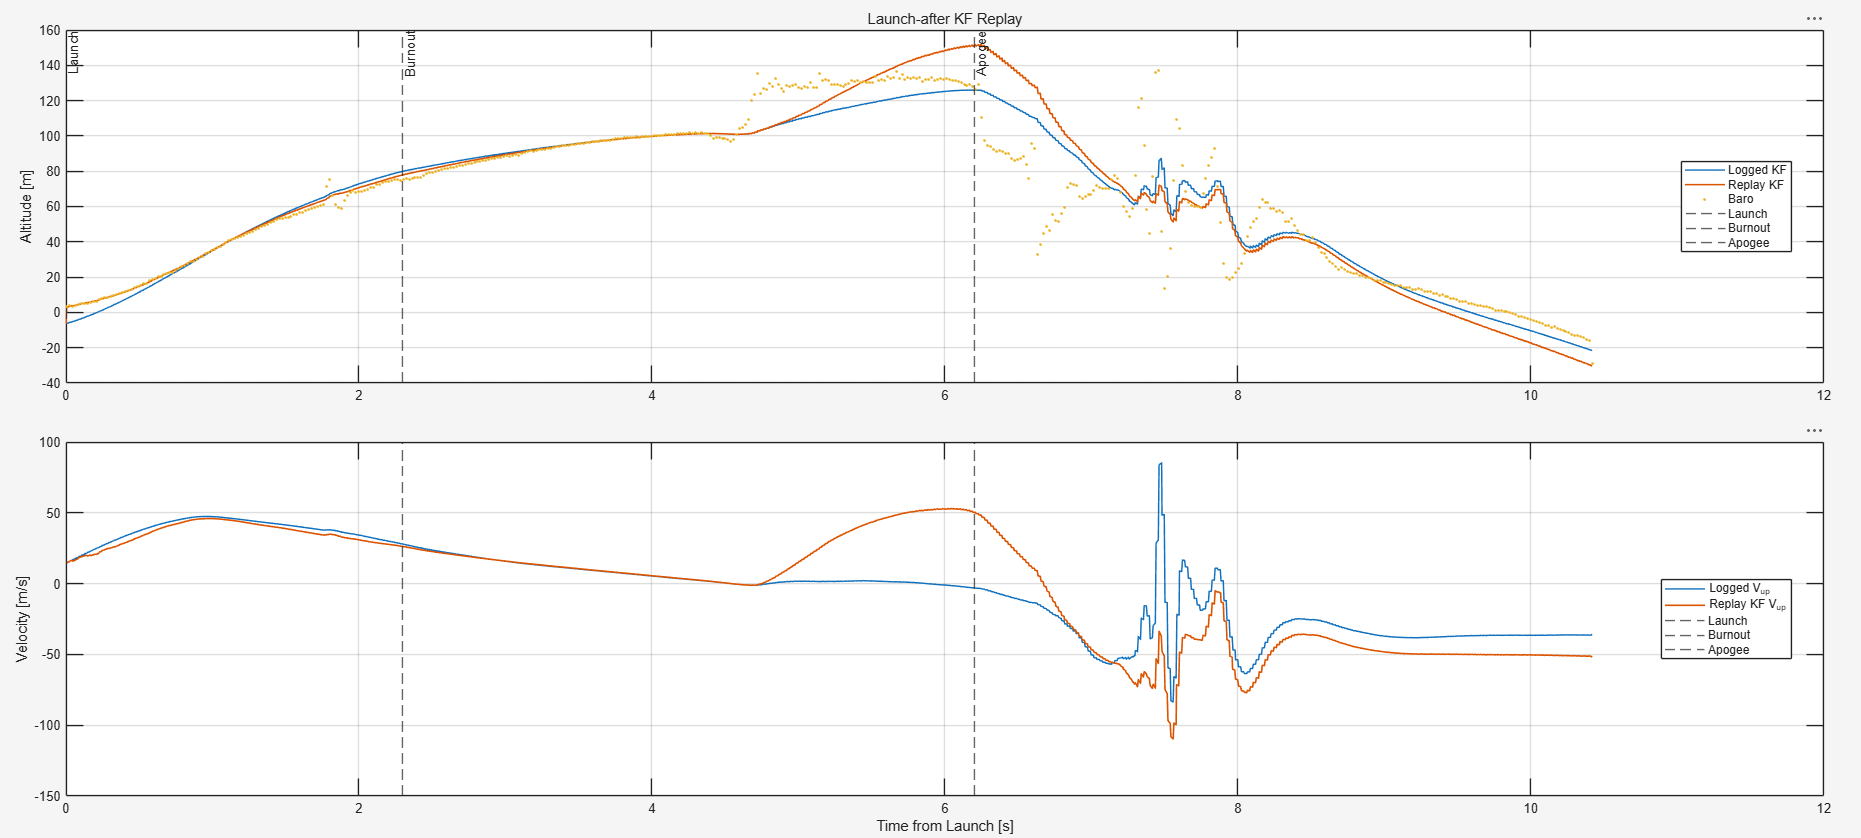 Launch-after KF Replay
160
140
120
100
80
60
40
20
0
-20
-40
Altitude [m]
Launch
Burnout
Apogee
Logged KF
Replay KF
Baro
Launch
Burnout
Apogee
0 2 4 6 8 10 12
100
50
0
-50
-100
-150
Velocity [m/s]
Logged Vup
Replay KF Vup
Launch
Burnout
Apogee
0 2 4 6 8 10 12
Time from Launch [s]